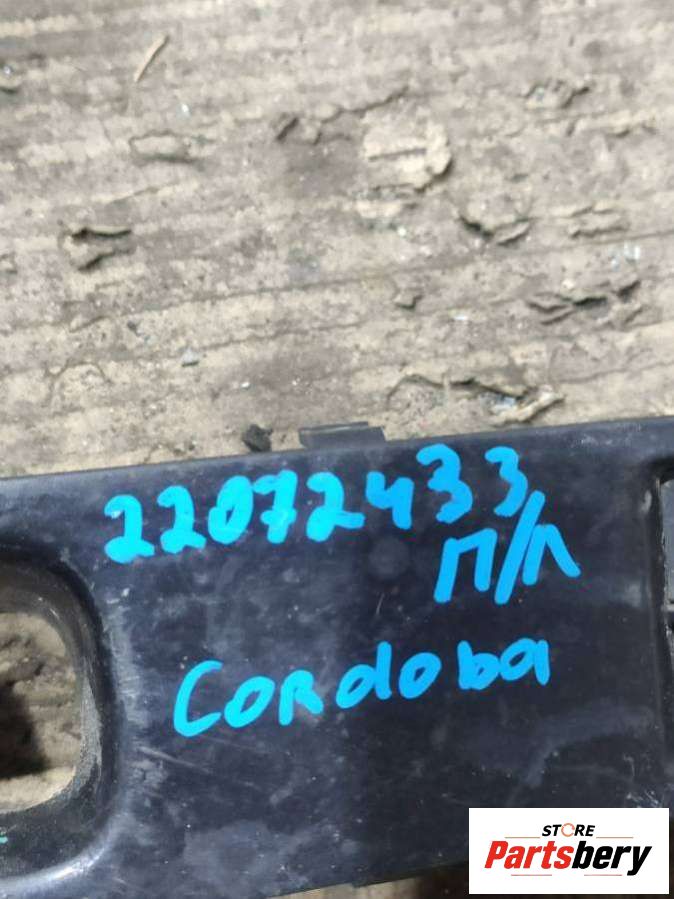 22072433
П/Л
Cordoba
STORE
Partsbery